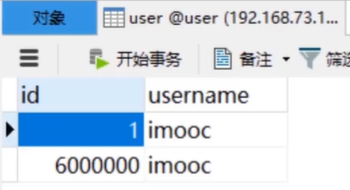 对象 user @user (192.168.73.1...
开始事务 备注 筛选
id username
1 imooc
6000000 imooc